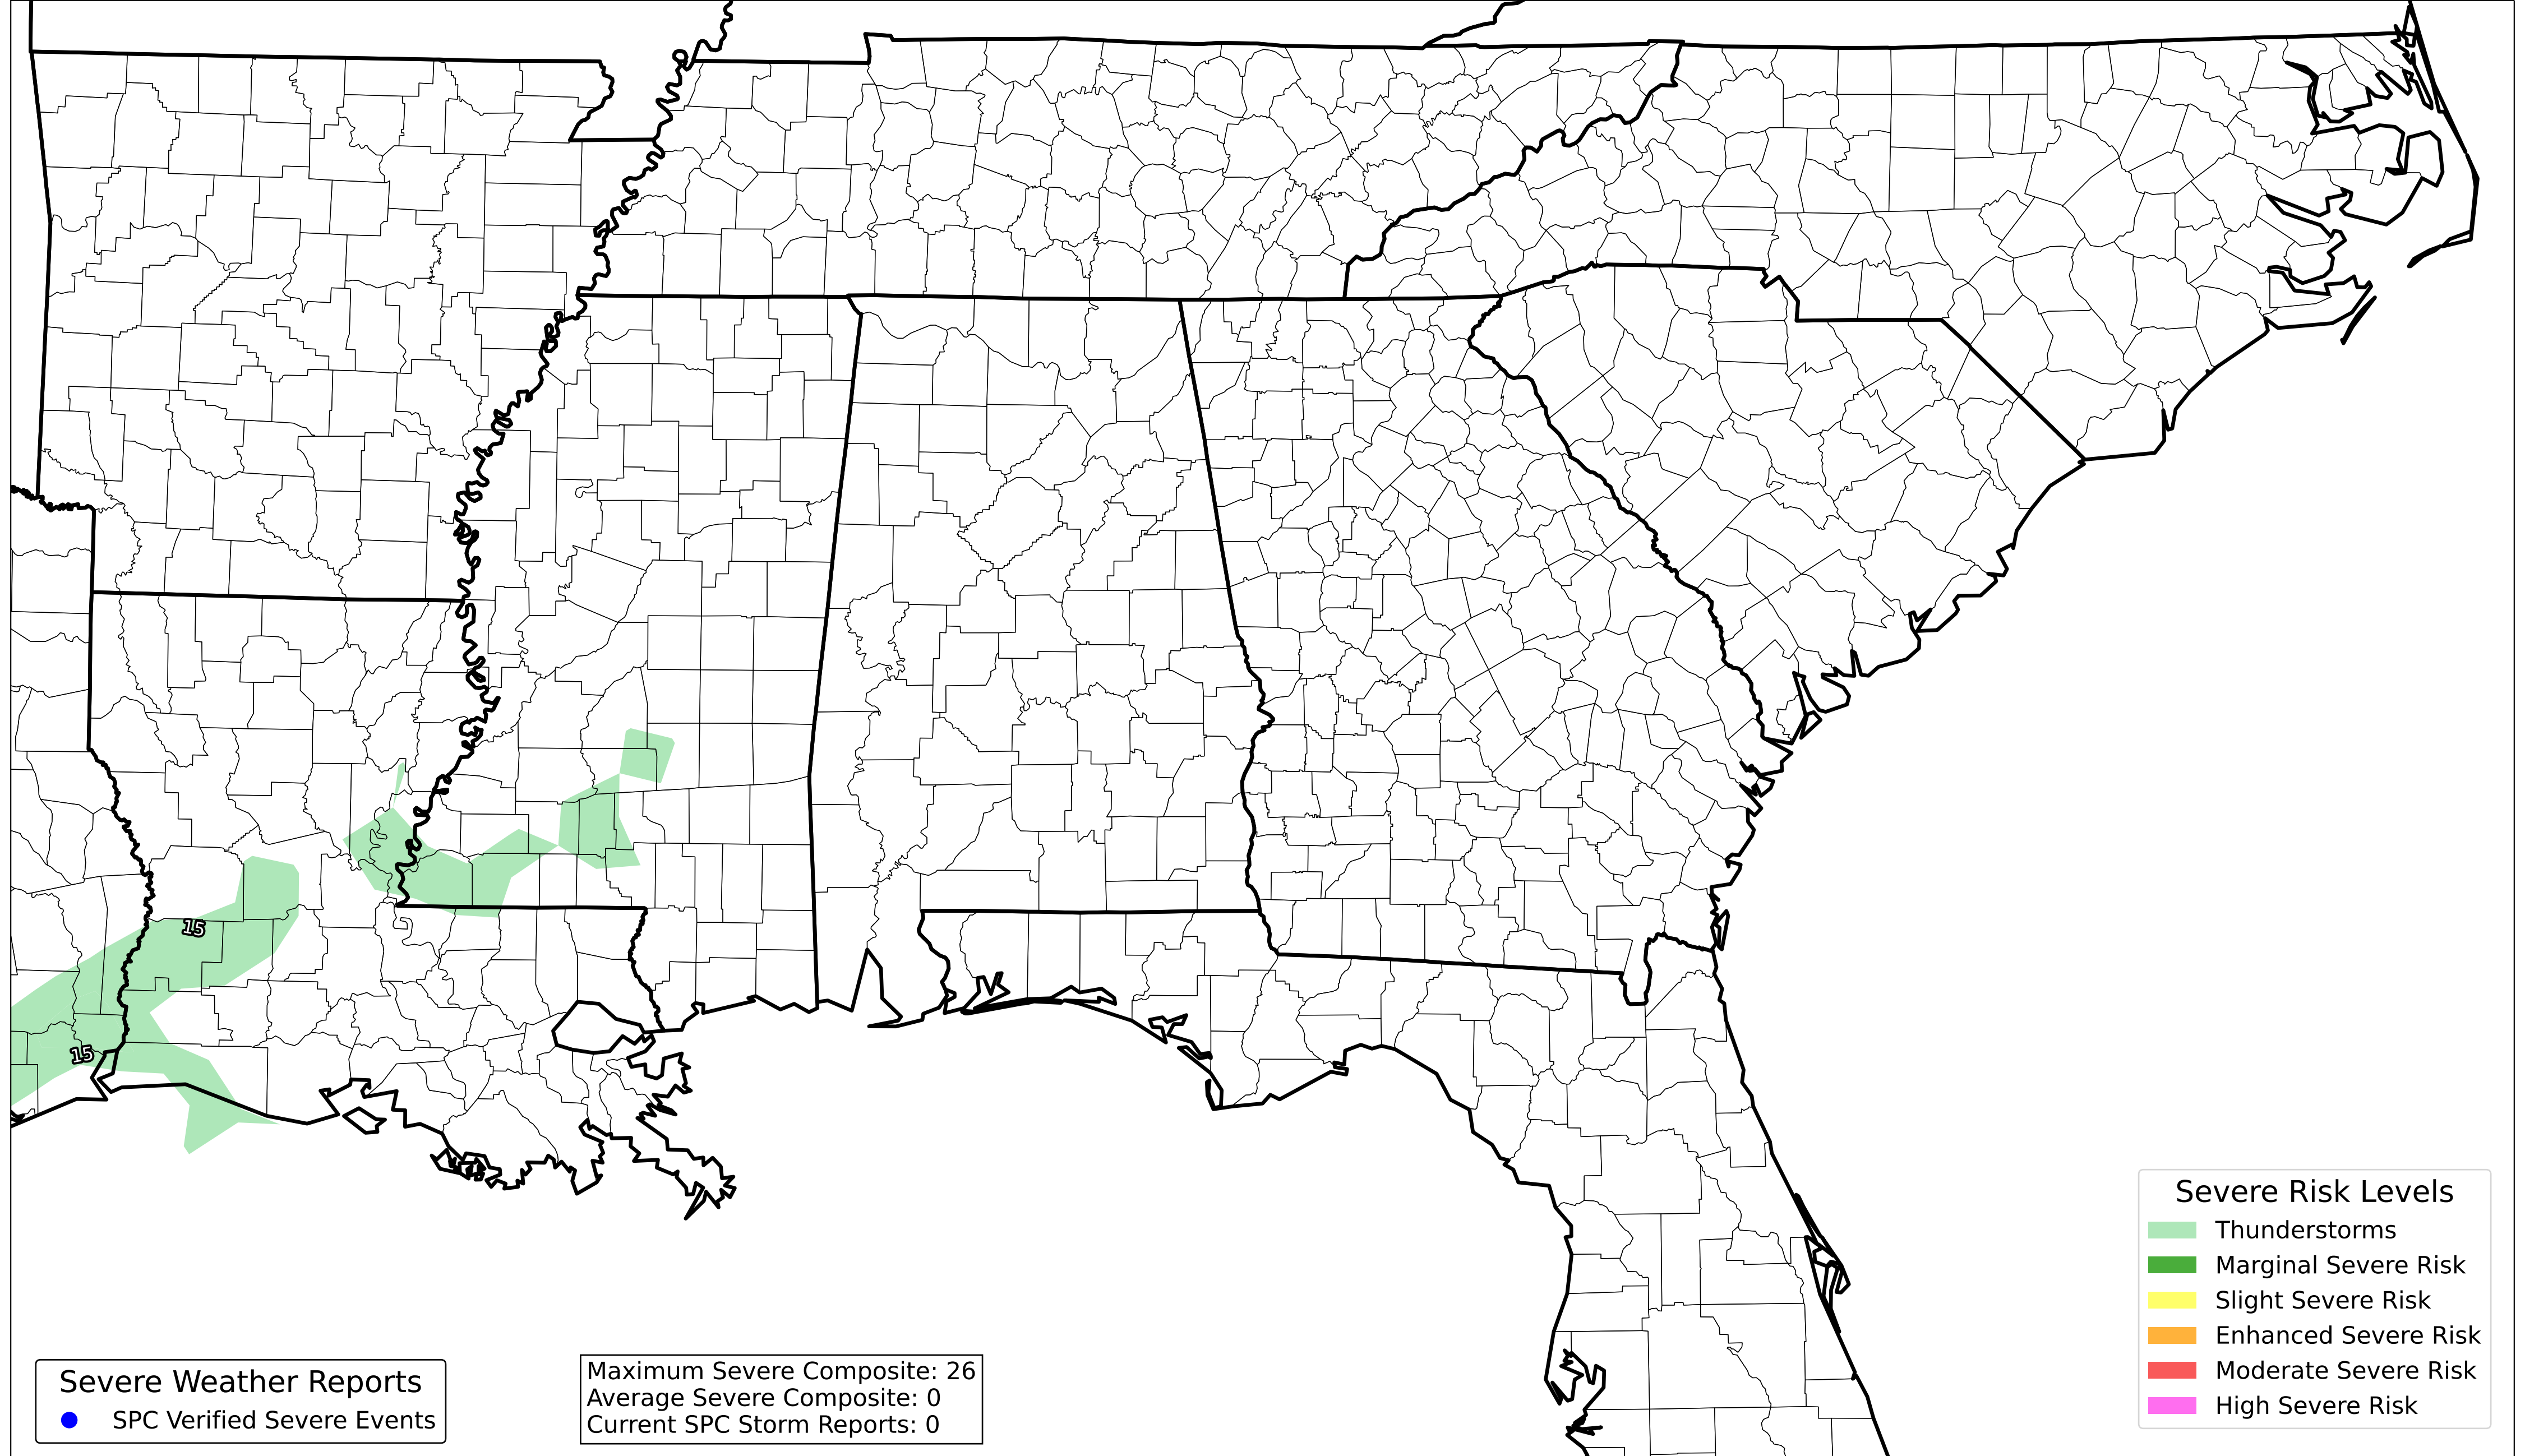 15
15
Severe Risk Levels
Thunderstorms
Marginal Severe Risk
Slight Severe Risk
Enhanced Severe Risk
Moderate Severe Risk
High Severe Risk
Severe Weather Reports
SPC Verified Severe Events
Maximum Severe Composite: 26
Average Severe Composite: 0
Current SPC Storm Reports: 0